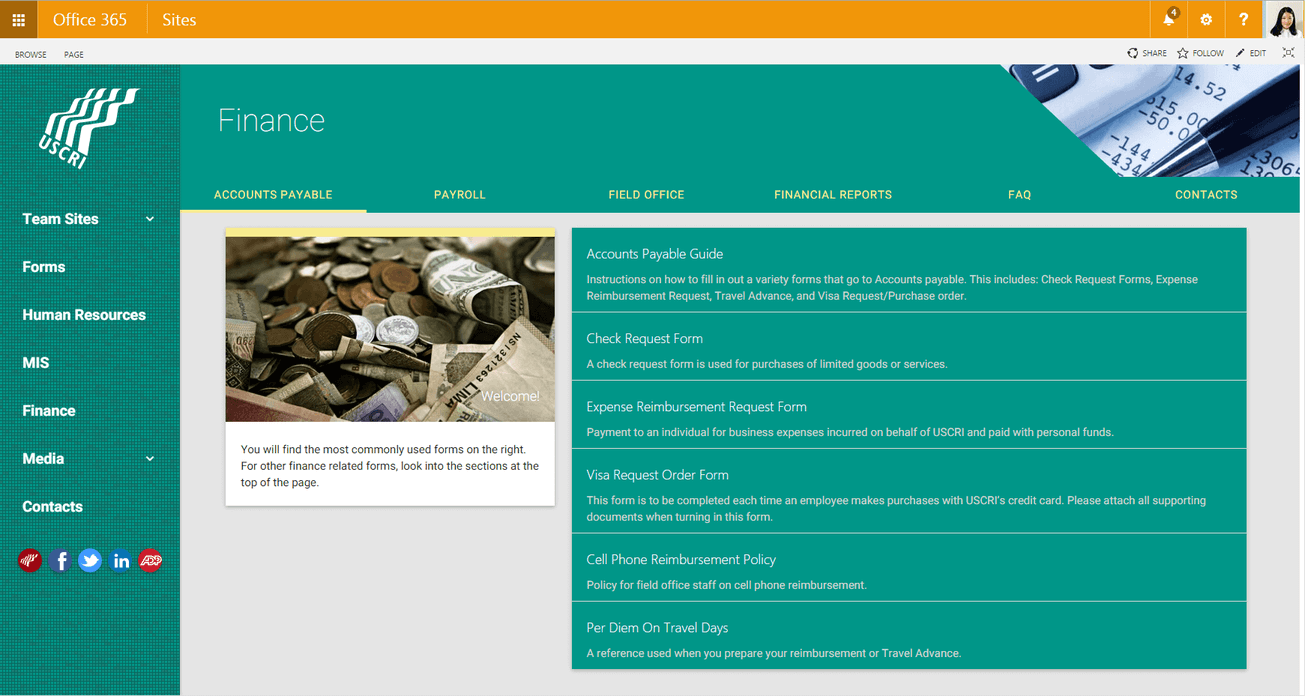 Office 365
Sites
4
?
BROWSE
PAGE
SHARE
FOLLOW
EDIT
USCRI
Team Sites
Forms
Human Resources
MIS
Finance
Media
Contacts
f
in
ADP
Finance
14.52
515.00
-50.0
-144
-434
ACCOUNTS PAYABLE
PAYROLL
FIELD OFFICE
FINANCIAL REPORTS
FAQ
CONTACTS
Welcome!
You will find the most commonly used forms on the right.
For other finance related forms, look into the sections at the
top of the page.
Accounts Payable Guide
Instructions on how to fill in out a variety forms that go to Accounts payable. This includes: Check Request Forms, Expense
Reimbursement Request, Travel Advance, and Visa Request/Purchase order.
Check Request Form
A check request form is used for purchases of limited goods or services.
Expense Reimbursement Request Form
Payment to an individual for business expenses incurred on behalf of USCRI and paid with personal funds.
Visa Request Order Form
This form is to be completed each time an employee makes purchases with USCRI's credit card. Please attach all supporting
documents when turning in this form.
Cell Phone Reimbursement Policy
Policy for field office staff on cell phone reimbursement.
Per Diem On Travel Days
A reference used when you prepare your reimbursement or Travel Advance.